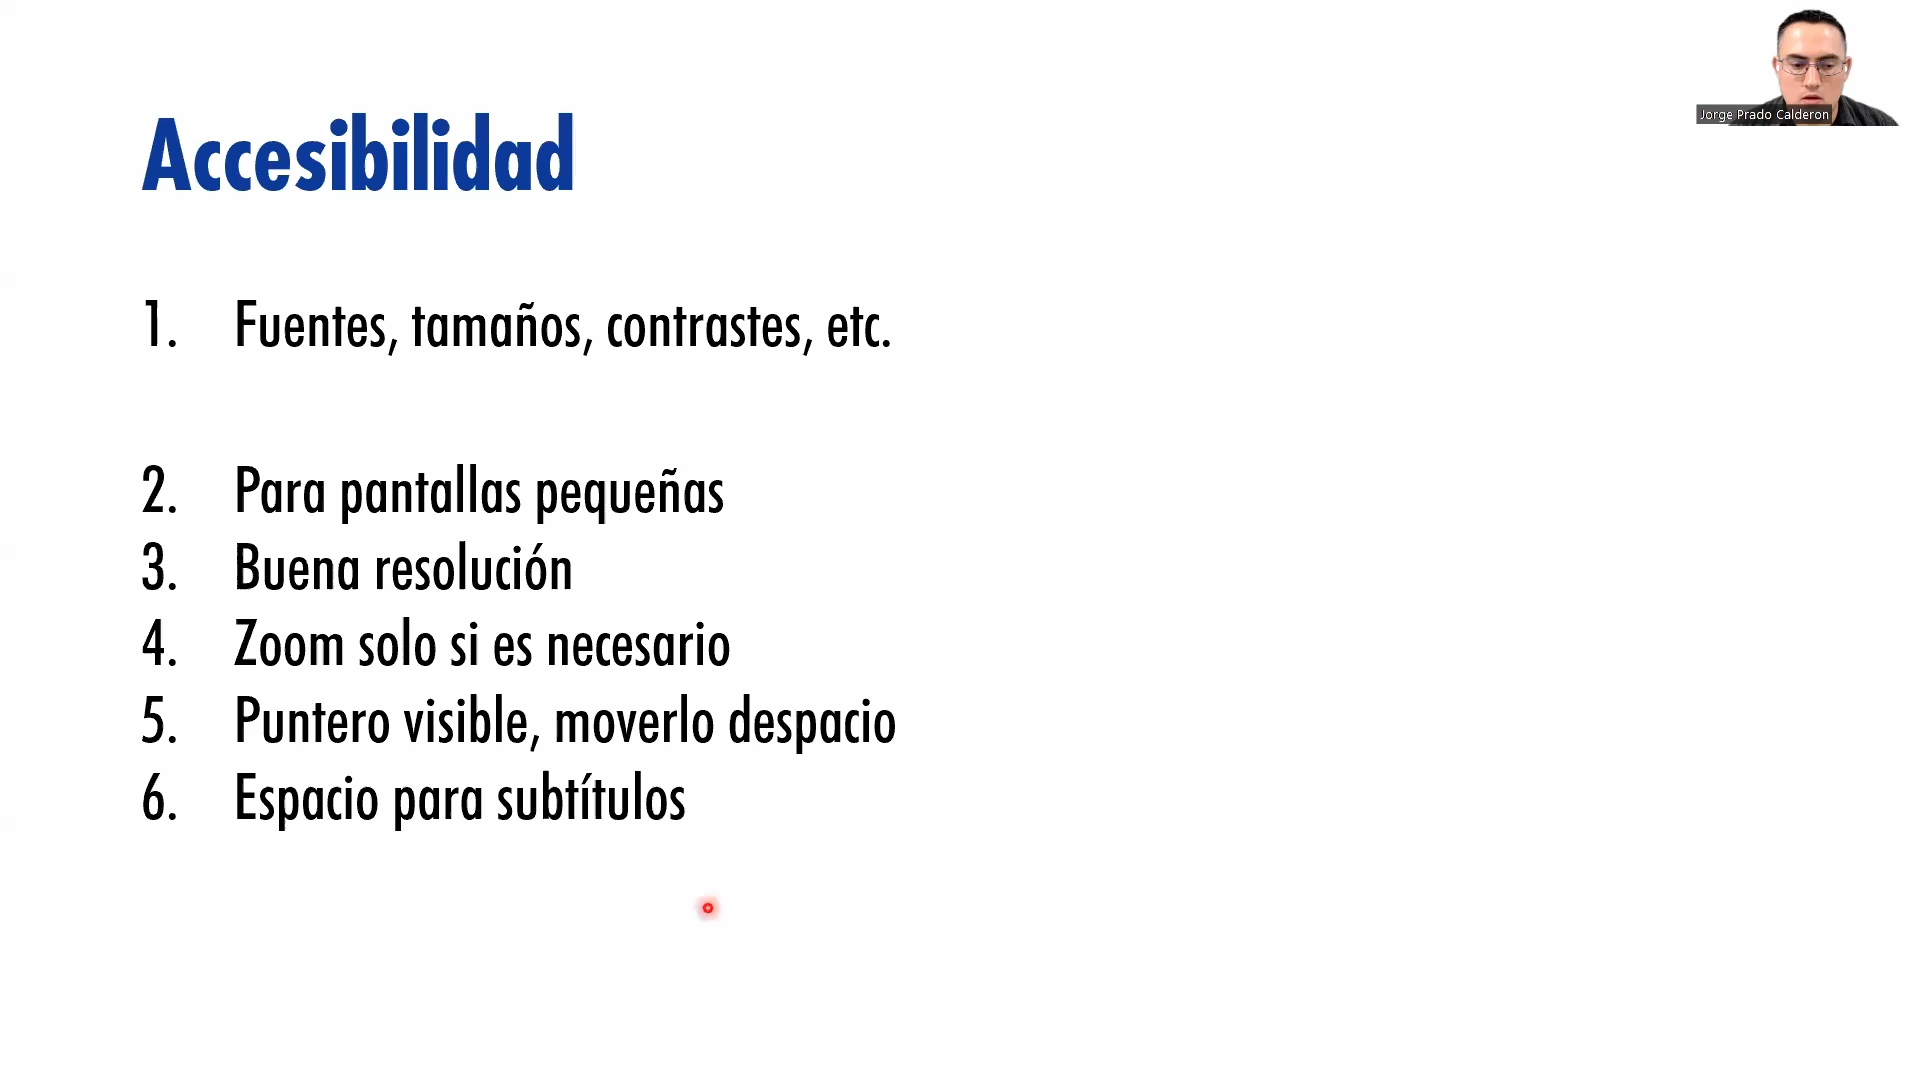 Accesibilidad
Jorge Prado Calderon
1. Fuentes, tamaños, contrastes, etc.
2. Para pantallas pequeñas
3. Buena resolución
4. Zoom solo si es necesario
5. Puntero visible, moverlo despacio
6. Espacio para subtítulos